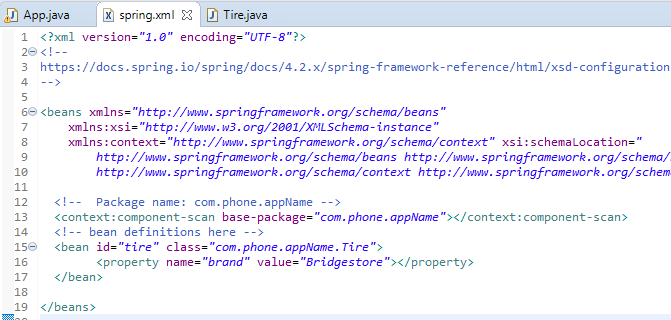 App.java spring.xml Tire.java
1 <?xml version="1.0" encoding="UTF-8"?>
2 <!--
3 https://docs.spring.io/spring/docs/4.2.x/spring-framework-reference/html/xsd-configuration
4 -->
5
6 <beans xmlns="http://www.springframework.org/schema/beans"
7 xmlns:xsi="http://www.w3.org/2001/XMLSchema-instance"
8 xmlns:context="http://www.springframework.org/schema/context" xsi:schemaLocation="
9 http://www.springframework.org/schema/beans http://www.springframework.org/schema/
10 http://www.springframework.org/schema/context http://www.springframework.org/schem
11
12 <!-- Package name: com.phone.appName -->
13 <context:component-scan base-package="com.phone.appName"></context:component-scan>
14 <!-- bean definitions here -->
15 <bean id="tire" class="com.phone.appName.Tire">
16 <property name="brand" value="Bridgestore"></property>
17 </bean>
18
19 </beans>